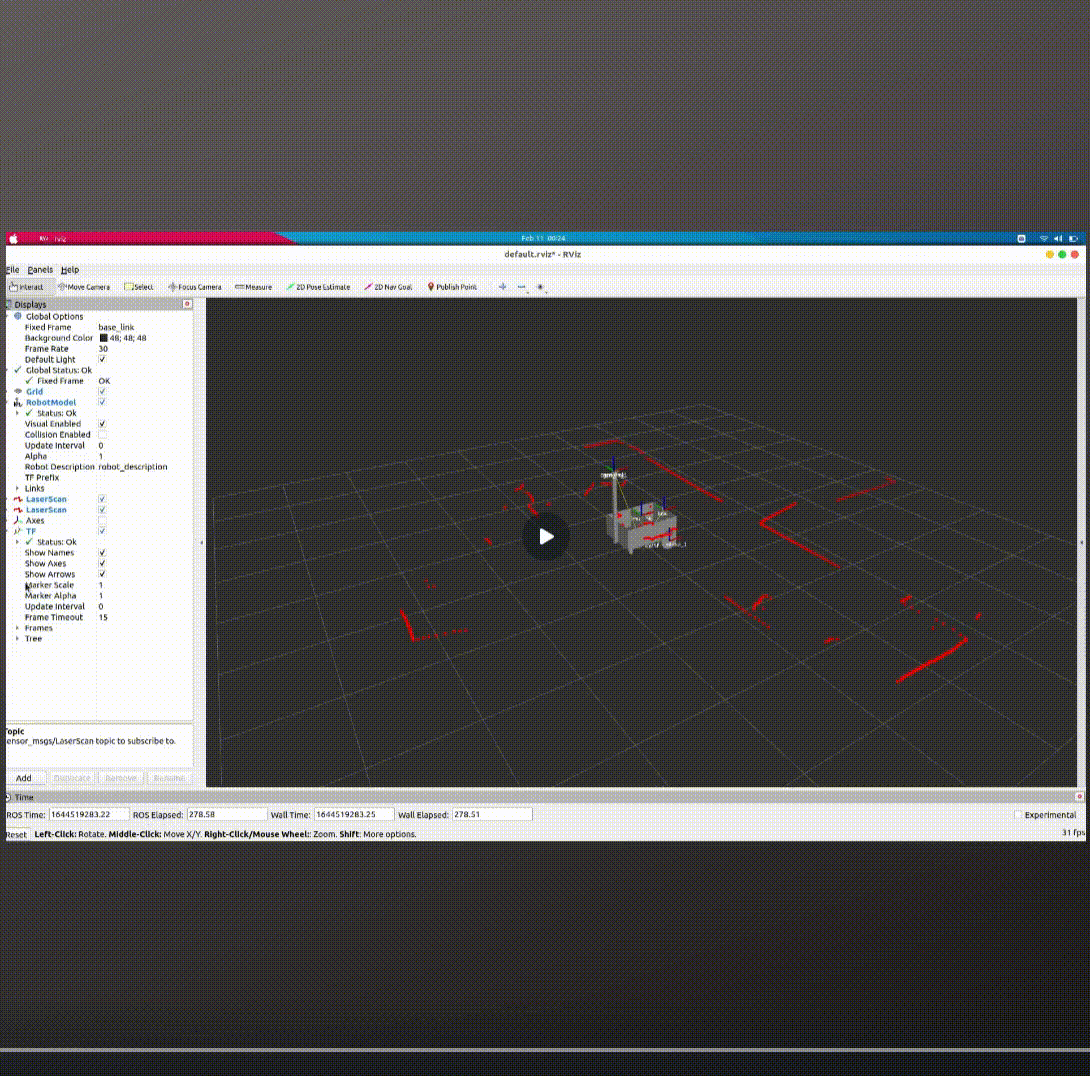 rviz
Feb 11 00:24
default.rviz* - RViz
File Panels Help
Interact Move Camera Select Focus Camera Measure 2D Pose Estimate 2D Nav Goal Publish Point
Displays
Global Options
Fixed Frame base_link
Background Color 48; 48; 48
Frame Rate 30
Default Light
Global Status: Ok
Fixed Frame OK
Grid
RobotModel
Status: Ok
Visual Enabled
Collision Enabled
Update Interval 0
Alpha 1
Robot Description robot_description
TF Prefix
Links
LaserScan
LaserScan
Axes
TF
Status: Ok
Show Names
Show Axes
Show Arrows
Marker Scale 1
Marker Alpha 1
Update Interval 0
Frame Timeout 15
Frames
Tree
Topic
ensor_msgs/LaserScan topic to subscribe to.
Add Duplicate Remove Rename
Time
ROS Time: 1644519283.22 ROS Elapsed: 278.58 Wall Time: 1644519283.25 Wall Elapsed: 278.51 Experimental
Reset Left-Click: Rotate. Middle-Click: Move X/Y. Right-Click/Mouse Wheel:: Zoom. Shift: More options. 31 fps